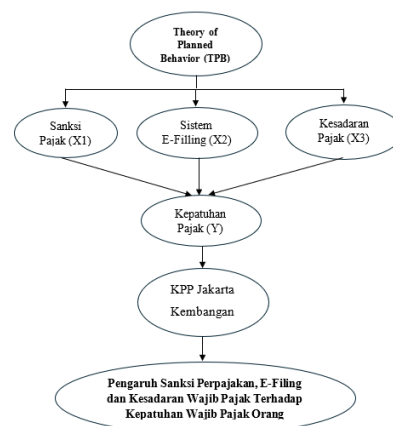 Theory of
Planned
Behavior (TPB)
Sanksi
Pajak (X1)
Sistem
E-Filling (X2)
Kesadaran
Pajak (X3)
Kepatuhan
Pajak (Y)
KPP Jakarta
Kembangan
Pengaruh Sanksi Perpajakan, E-Filing
dan Kesadaran Wajib Pajak Terhadap
Kepatuhan Wajib Pajak Orang